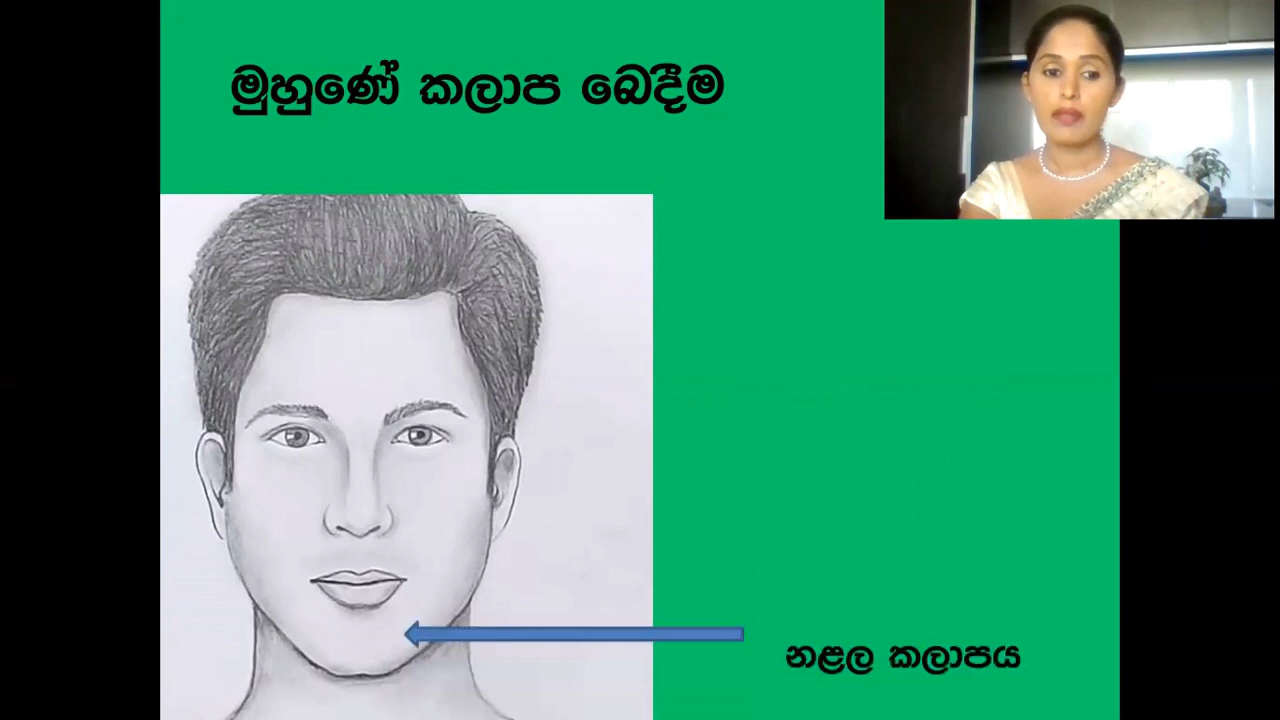 මුහුණේ කලාප බෙදීම
නළල කලාපය